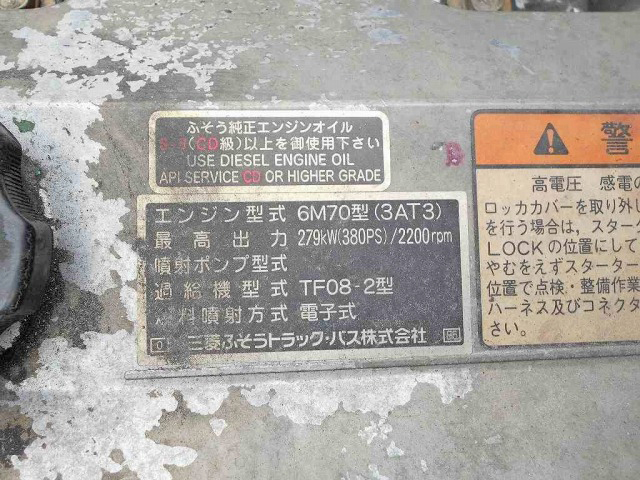 ふそう純正エンジンオイル
(CD級)以上を御使用下さい
USE DIESEL ENGINE OIL
API SERVICE CD OR HIGHER GRADE
エンジン型式 6M70型(3AT3)
最高出力 279kW(380PS)/2200rpm
噴射ポンプ型式
過給機型式 TF08-2型
料噴射方式 電子式
三菱ふそうトラック・バス株式会社
警
高電圧 感電の
ロッカカバーを取り外し
を行う場合は、スター
LOCKの位置にして
やむをえずスターター
位置で点検・整備作業
ハーネス及びコネクタ
さい。